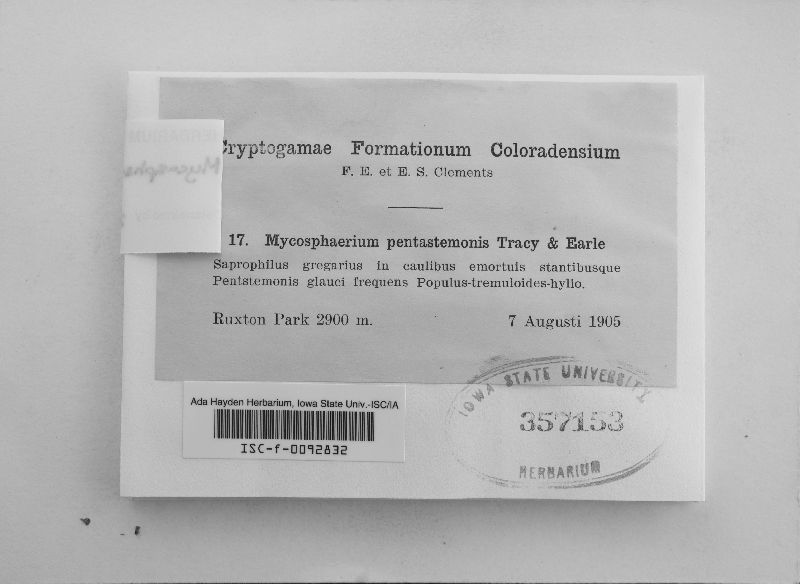 Cryptogamae Formationum Coloradensium
F. E. et E. S. Clements
17. Mycosphaerium pentastemonis Tracy & Earle
Saprophilus gregarius in caulibus emortuis stantibusque
Pentstemonis glauci frequens Populus-tremuloides-hylio.
Ruxton Park 2900 m. 7 Augusti 1905
Ada Hayden Herbarium, Iowa State Univ.-ISC/IA
ISC-f-0092832
IOWA STATE UNIVERSITY
357153
HERBARIUM